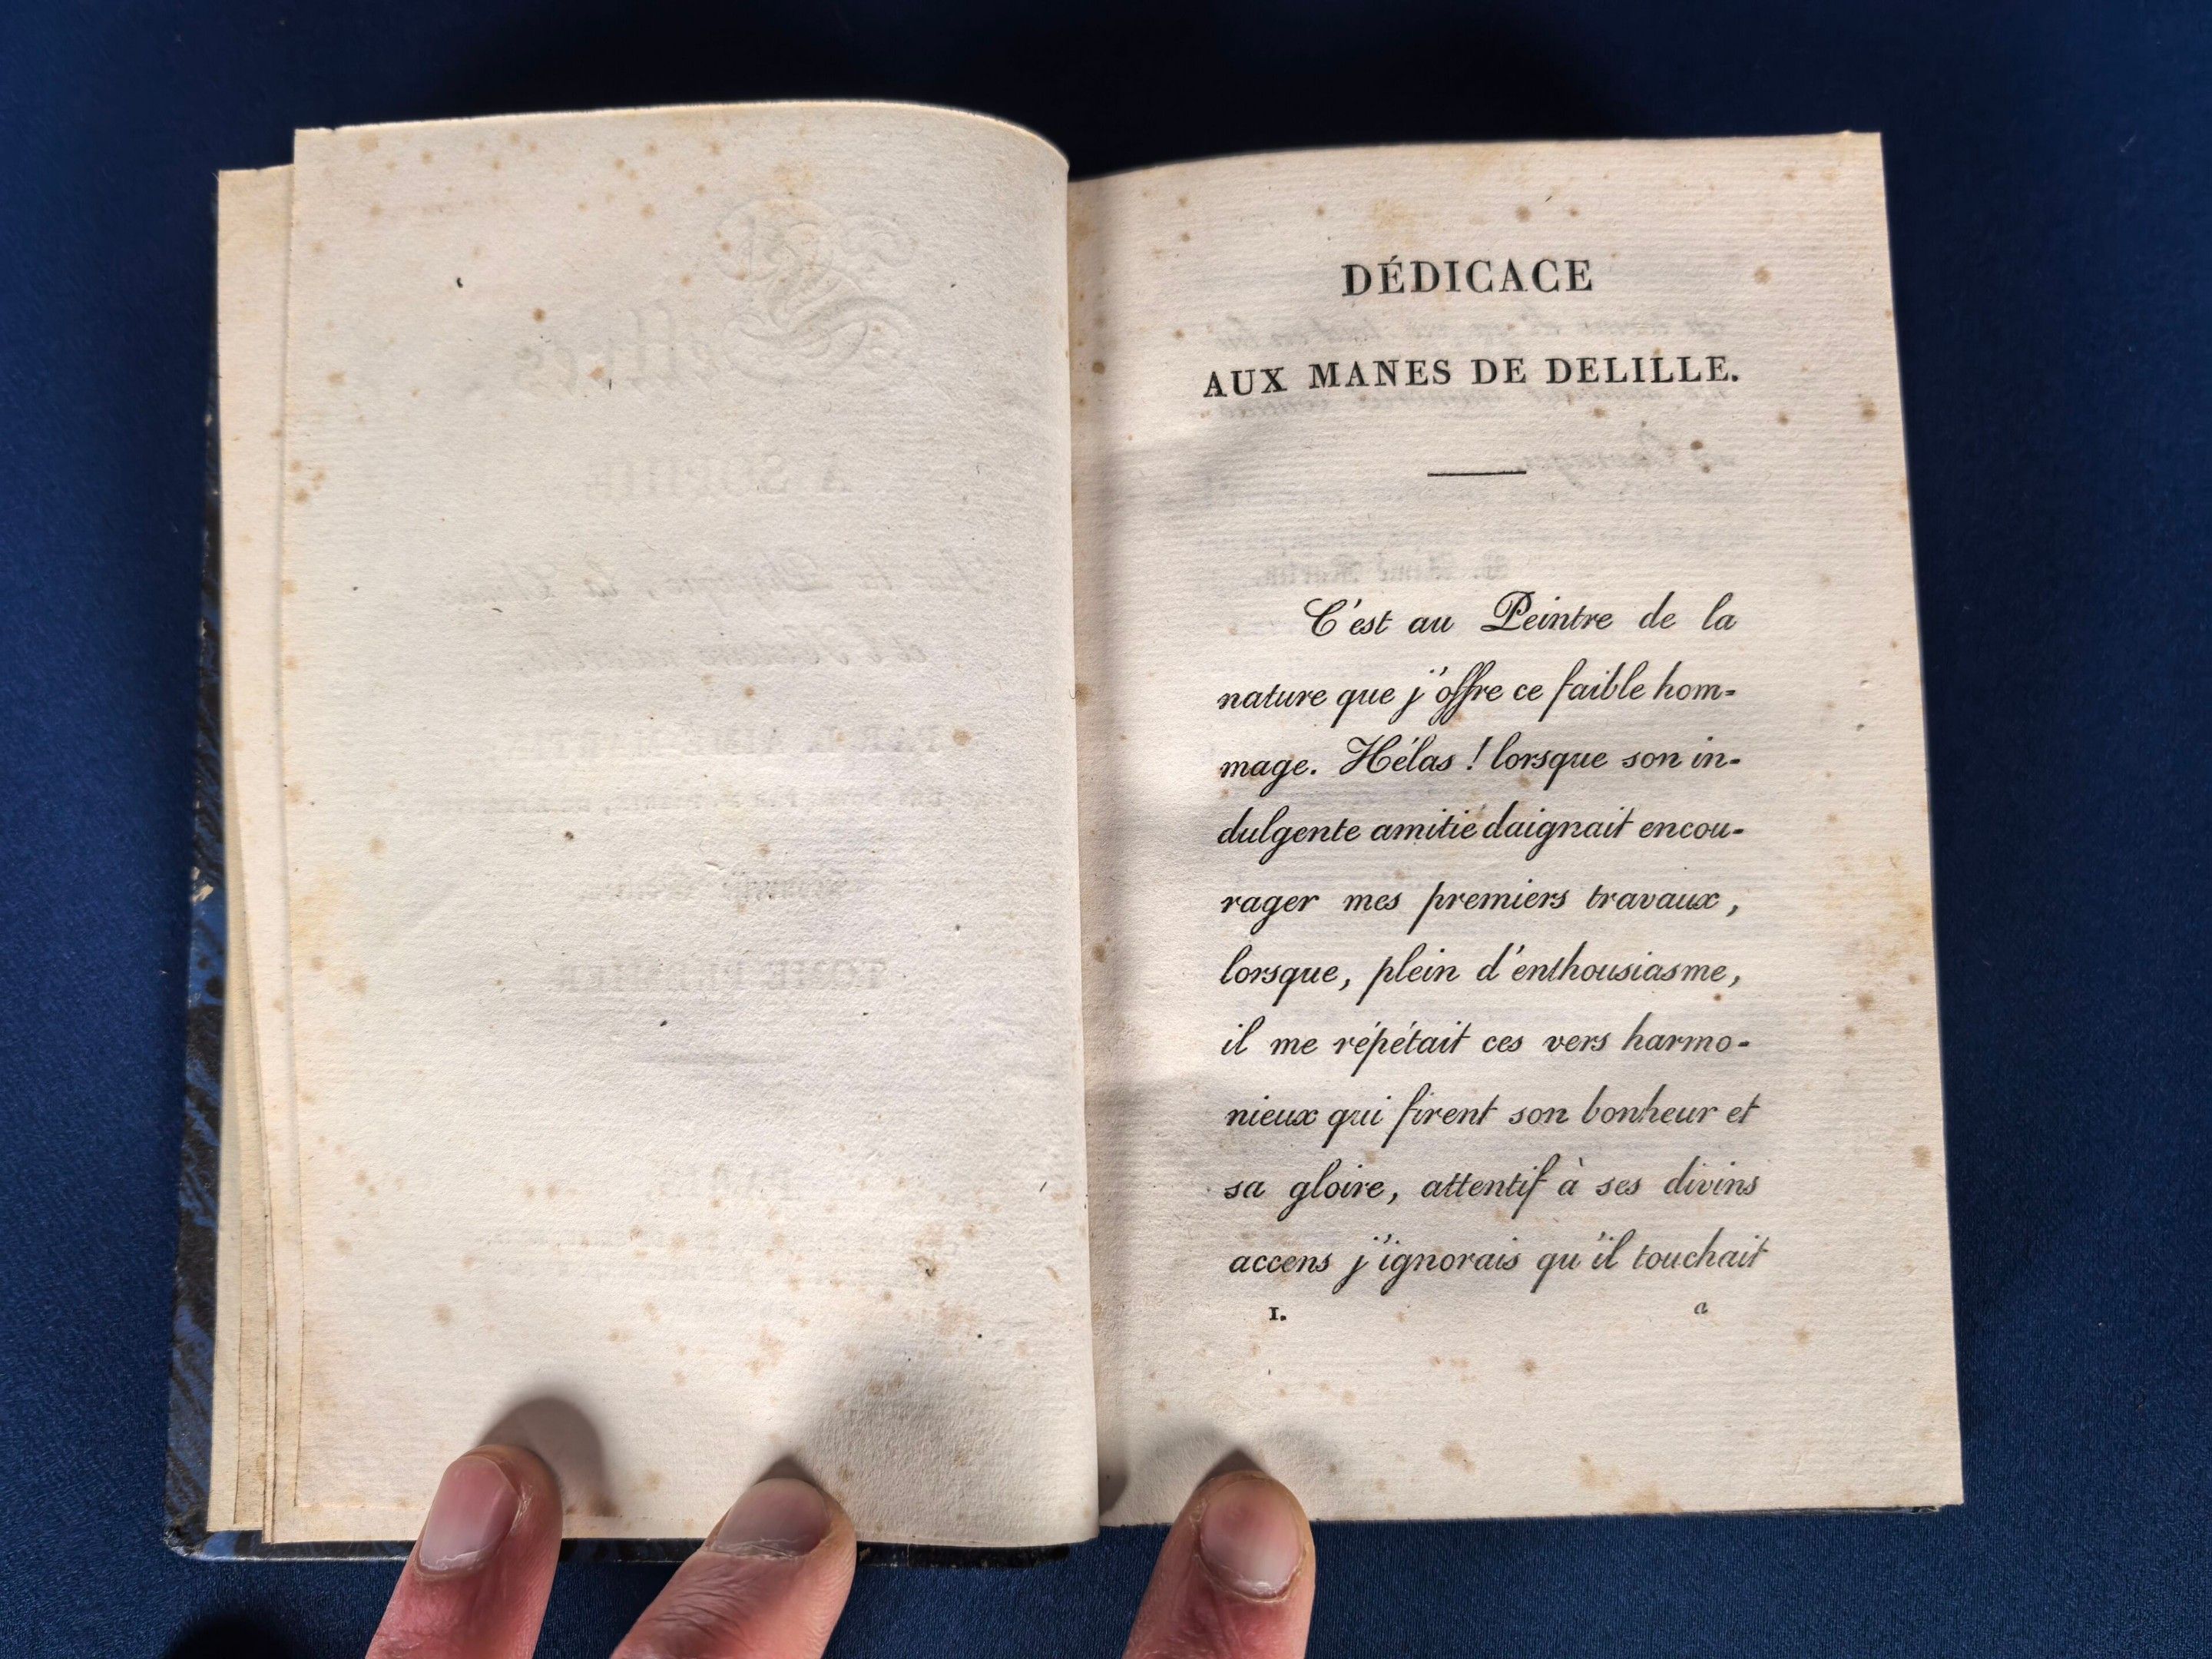 DÉDICACE
AUX MANES DE DELILLE.
C'est au Peintre de la
nature que j'offre ce faible hom-
mage. Hélas ! lorsque son in-
dulgente amitié daignait encou-
rager mes premiers travaux,
lorsque, plein d'enthousiasme,
il me répétait ces vers harmo-
nieux qui firent son bonheur et
sa gloire, attentif à ses divins
accens j'ignorais qu'il touchait
I. a